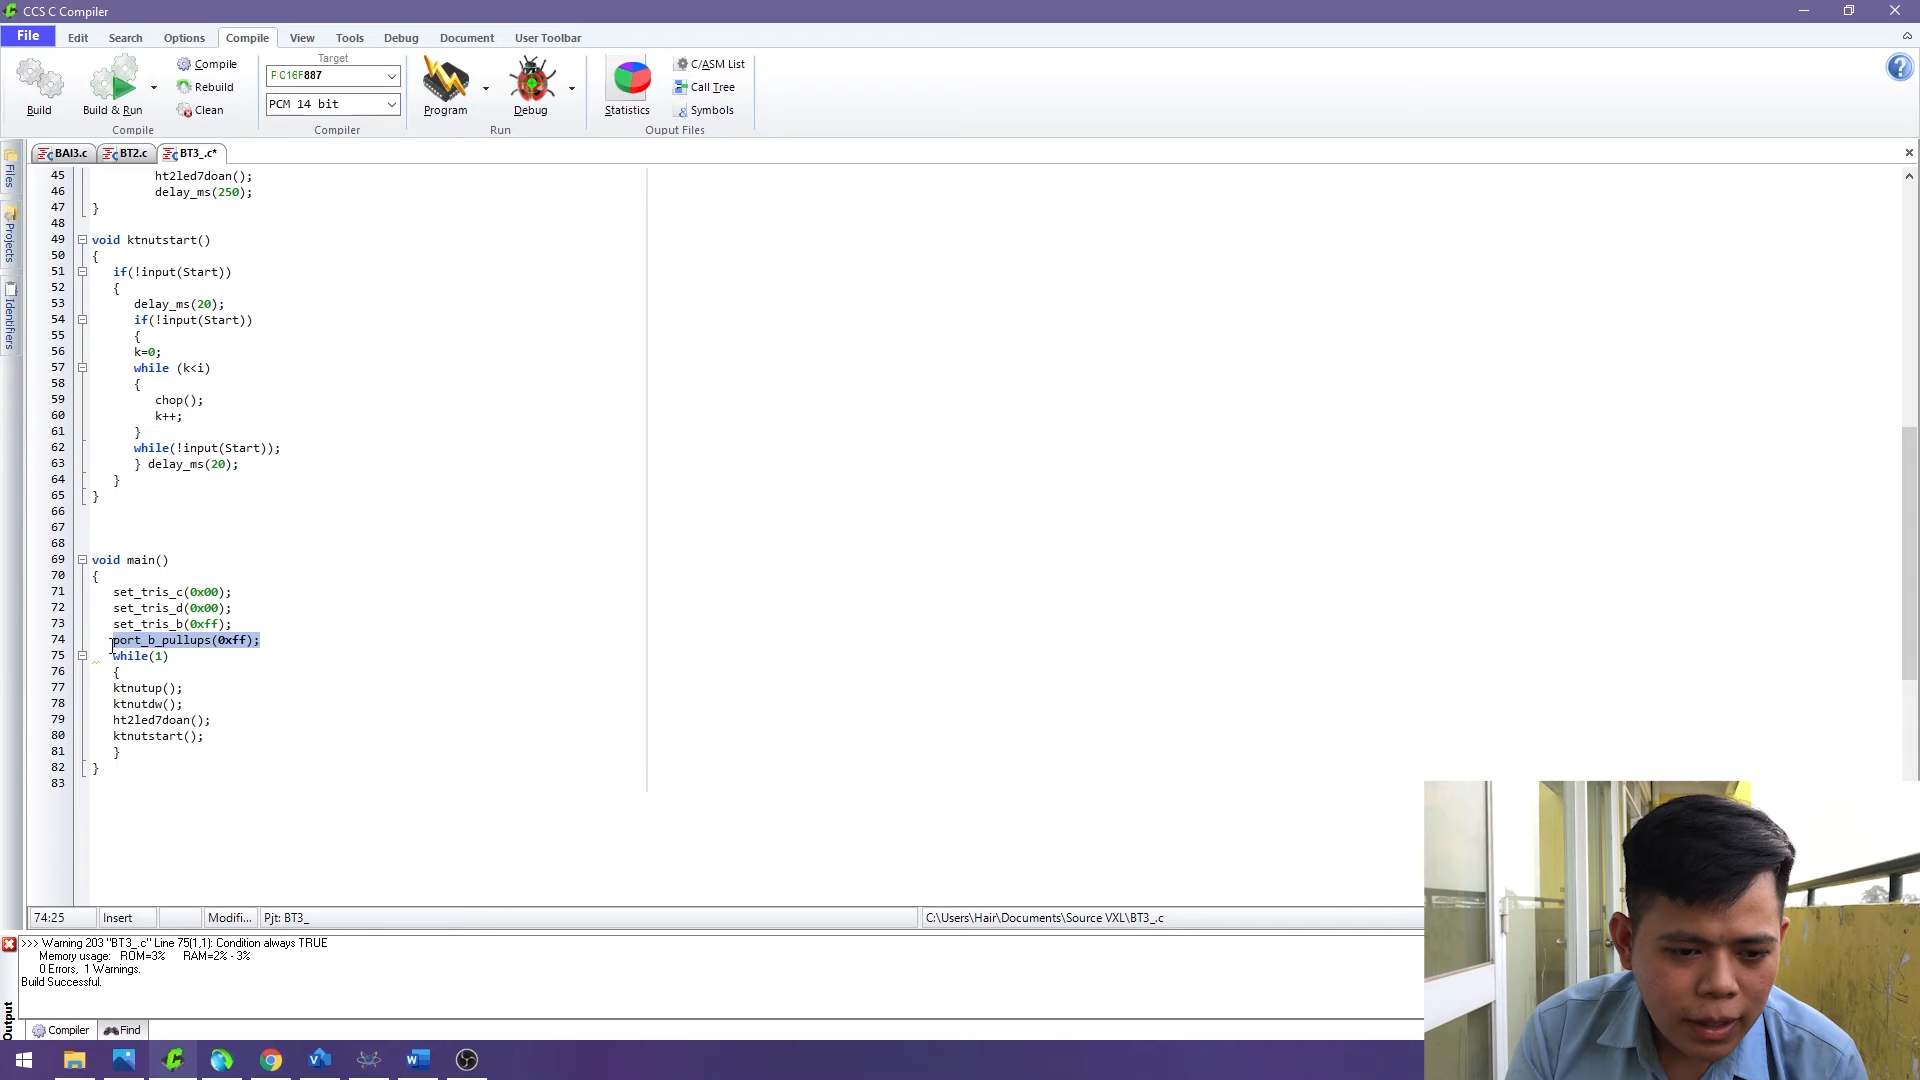 CCS C Compiler
File Edit Search Options Compile View Tools Debug Document User Toolbar
Build
Build & Run
Compile
Rebuild
Clean
Compile
Target
PIC16F887
PCM 14 bit
Compiler
Program
Debug
Run
Statistics
C/ASM List
Call Tree
Symbols
Ouput Files
Files
Projects
Identifiers
BAI3.c BT2.c BT3_.c*
45 ht2led7doan();
46 delay_ms(250);
47 }
48
49 void ktnutstart()
50 {
51 if(!input(Start))
52 {
53 delay_ms(20);
54 if(!input(Start))
55 {
56 k=0;
57 while (k<i)
58 {
59 chop();
60 k++;
61 }
62 while(!input(Start));
63 } delay_ms(20);
64 }
65 }
66
67
68
69 void main()
70 {
71 set_tris_c(0x00);
72 set_tris_d(0x00);
73 set_tris_b(0xff);
74 port_b_pullups(0xff);
75 while(1)
76 {
77 ktnutup();
78 ktnutdw();
79 ht2led7doan();
80 ktnutstart();
81 }
82 }
83
74:25 Insert Modifi... Pjt: BT3_ C:\Users\Hair\Documents\Source VXL\BT3_.c
>>> Warning 203 "BT3_.c" Line 75(1,1): Condition always TRUE
Memory usage: ROM=3% RAM=2% - 3%
0 Errors, 1 Warnings.
Build Successful.
Output
Compiler Find